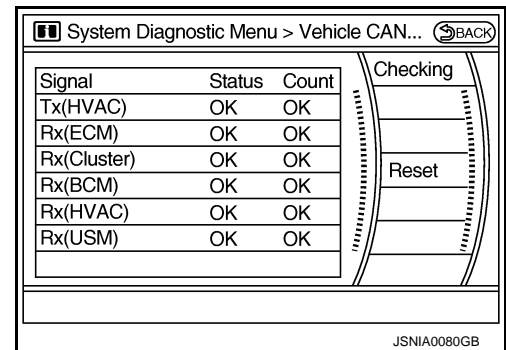 System Diagnostic Menu > Vehicle CAN... BACK
Signal Status Count
Tx(HVAC) OK OK
Rx(ECM) OK OK
Rx(Cluster) OK OK
Rx(BCM) OK OK
Rx(HVAC) OK OK
Rx(USM) OK OK
Checking
Reset
JSNIA0080GB